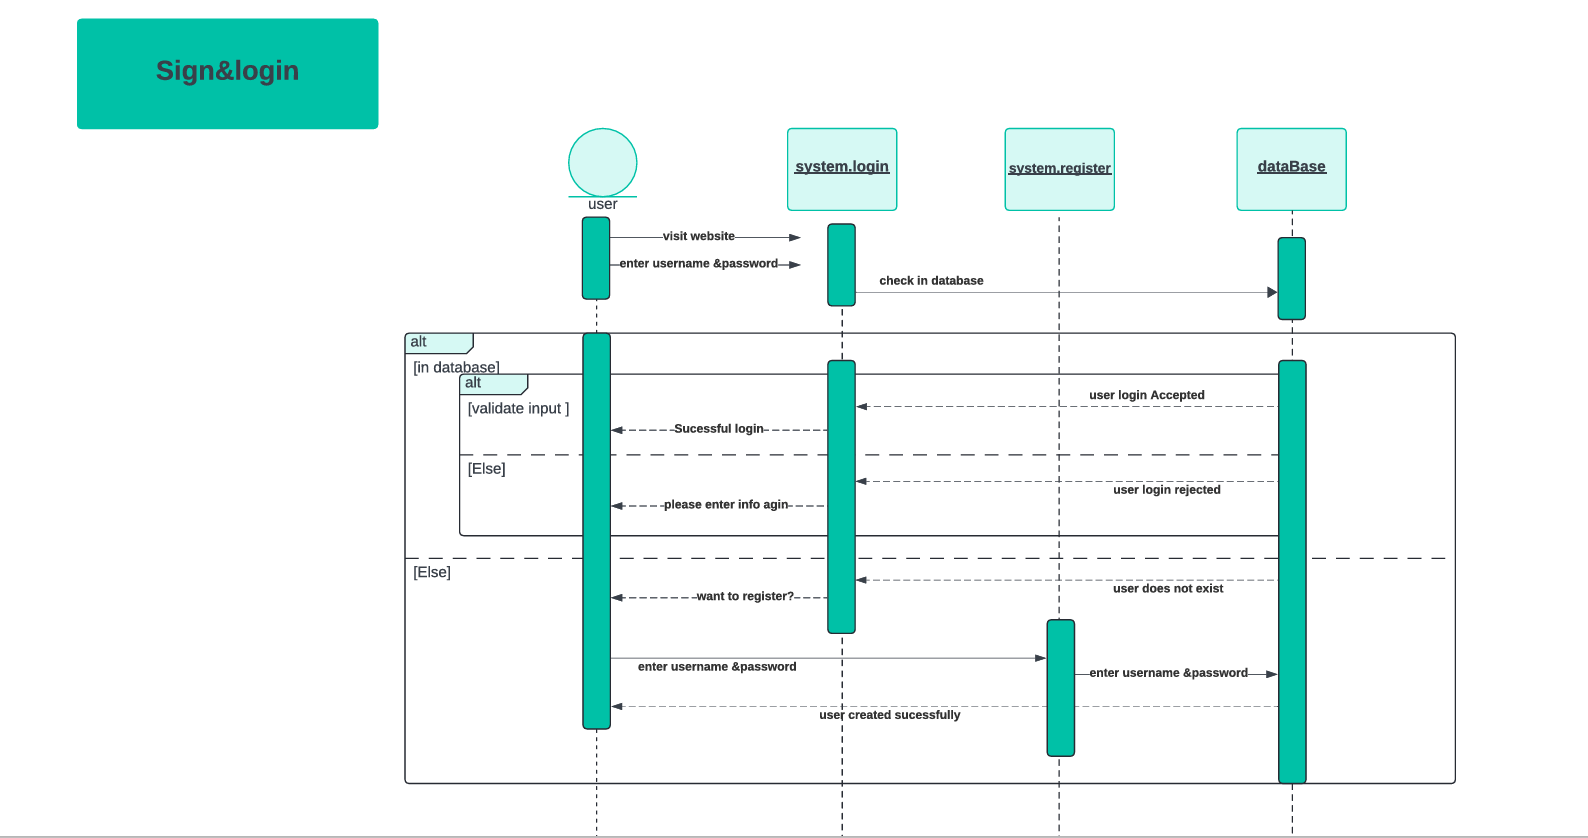 Sign&login
user
system.login
system.register
dataBase
visit website
enter username &password
check in database
alt
[in database]
alt
[validate input ]
user login Accepted
Sucessful login
[Else]
user login rejected
please enter info agin
[Else]
user does not exist
want to register?
enter username &password
enter username &password
user created sucessfully